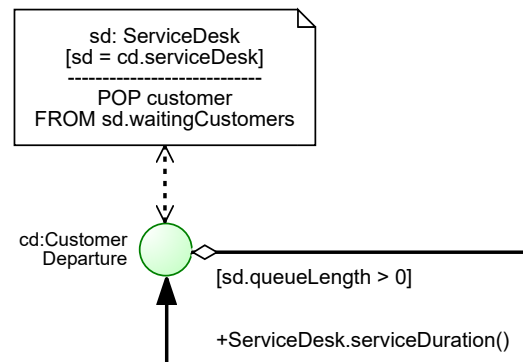 sd: ServiceDesk
[sd = cd.serviceDesk]
----------------------------
POP customer
FROM sd.waitingCustomers
cd:Customer
Departure
[sd.queueLength > 0]
+ServiceDesk.serviceDuration()